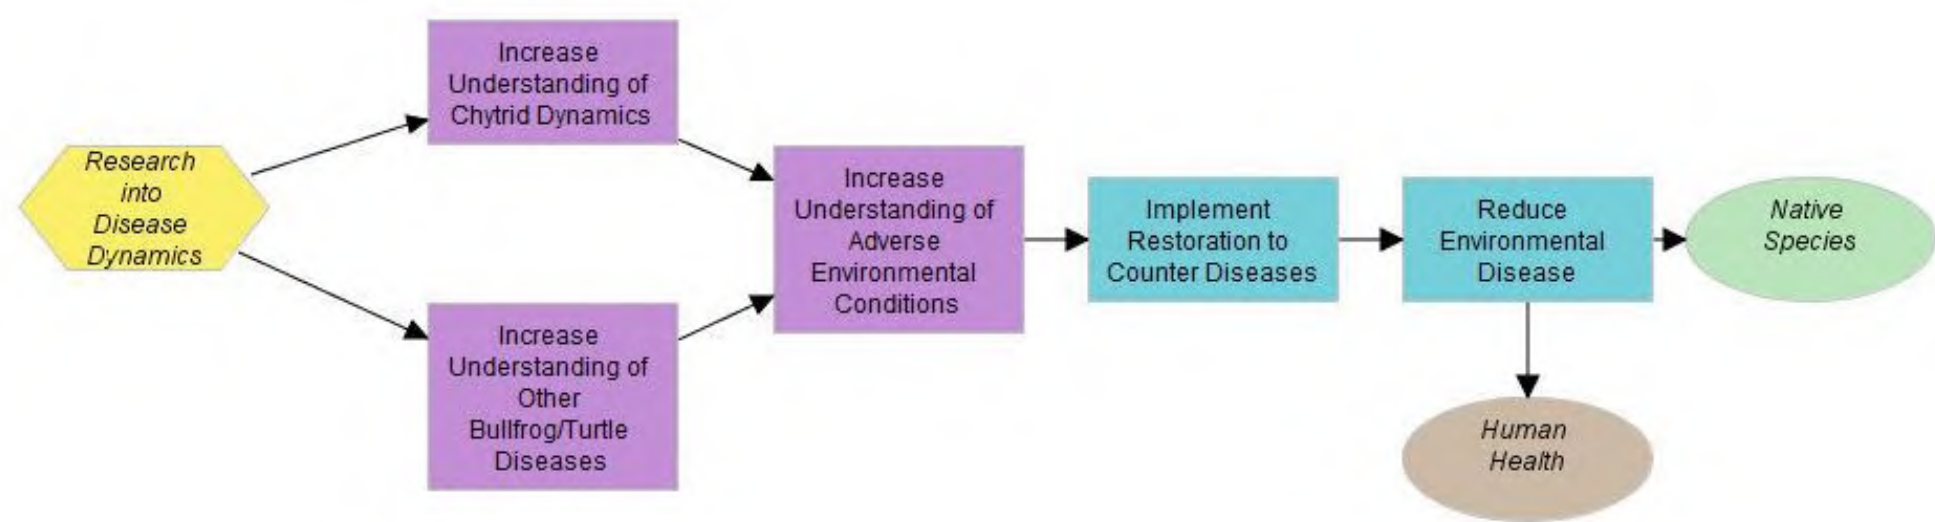 Research
into
Disease
Dynamics
Increase
Understanding of
Chytrid Dynamics
Increase
Understanding of
Other
Bullfrog/Turtle
Diseases
Increase
Understanding of
Adverse
Environmental
Conditions
Implement
Restoration to
Counter Diseases
Reduce
Environmental
Disease
Native
Species
Human
Health